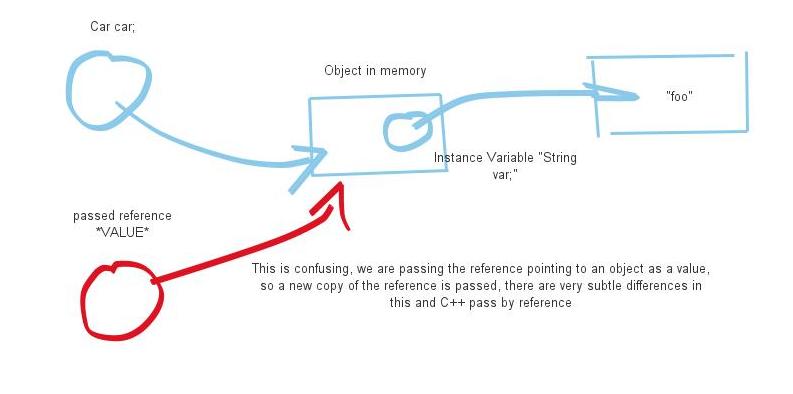 Car car;
Object in memory
"foo"
Instance Variable "String
var;"
passed reference
*VALUE*
This is confusing, we are passing the reference pointing to an object as a value,
so a new copy of the reference is passed, there are very subtle differences in
this and C++ pass by reference